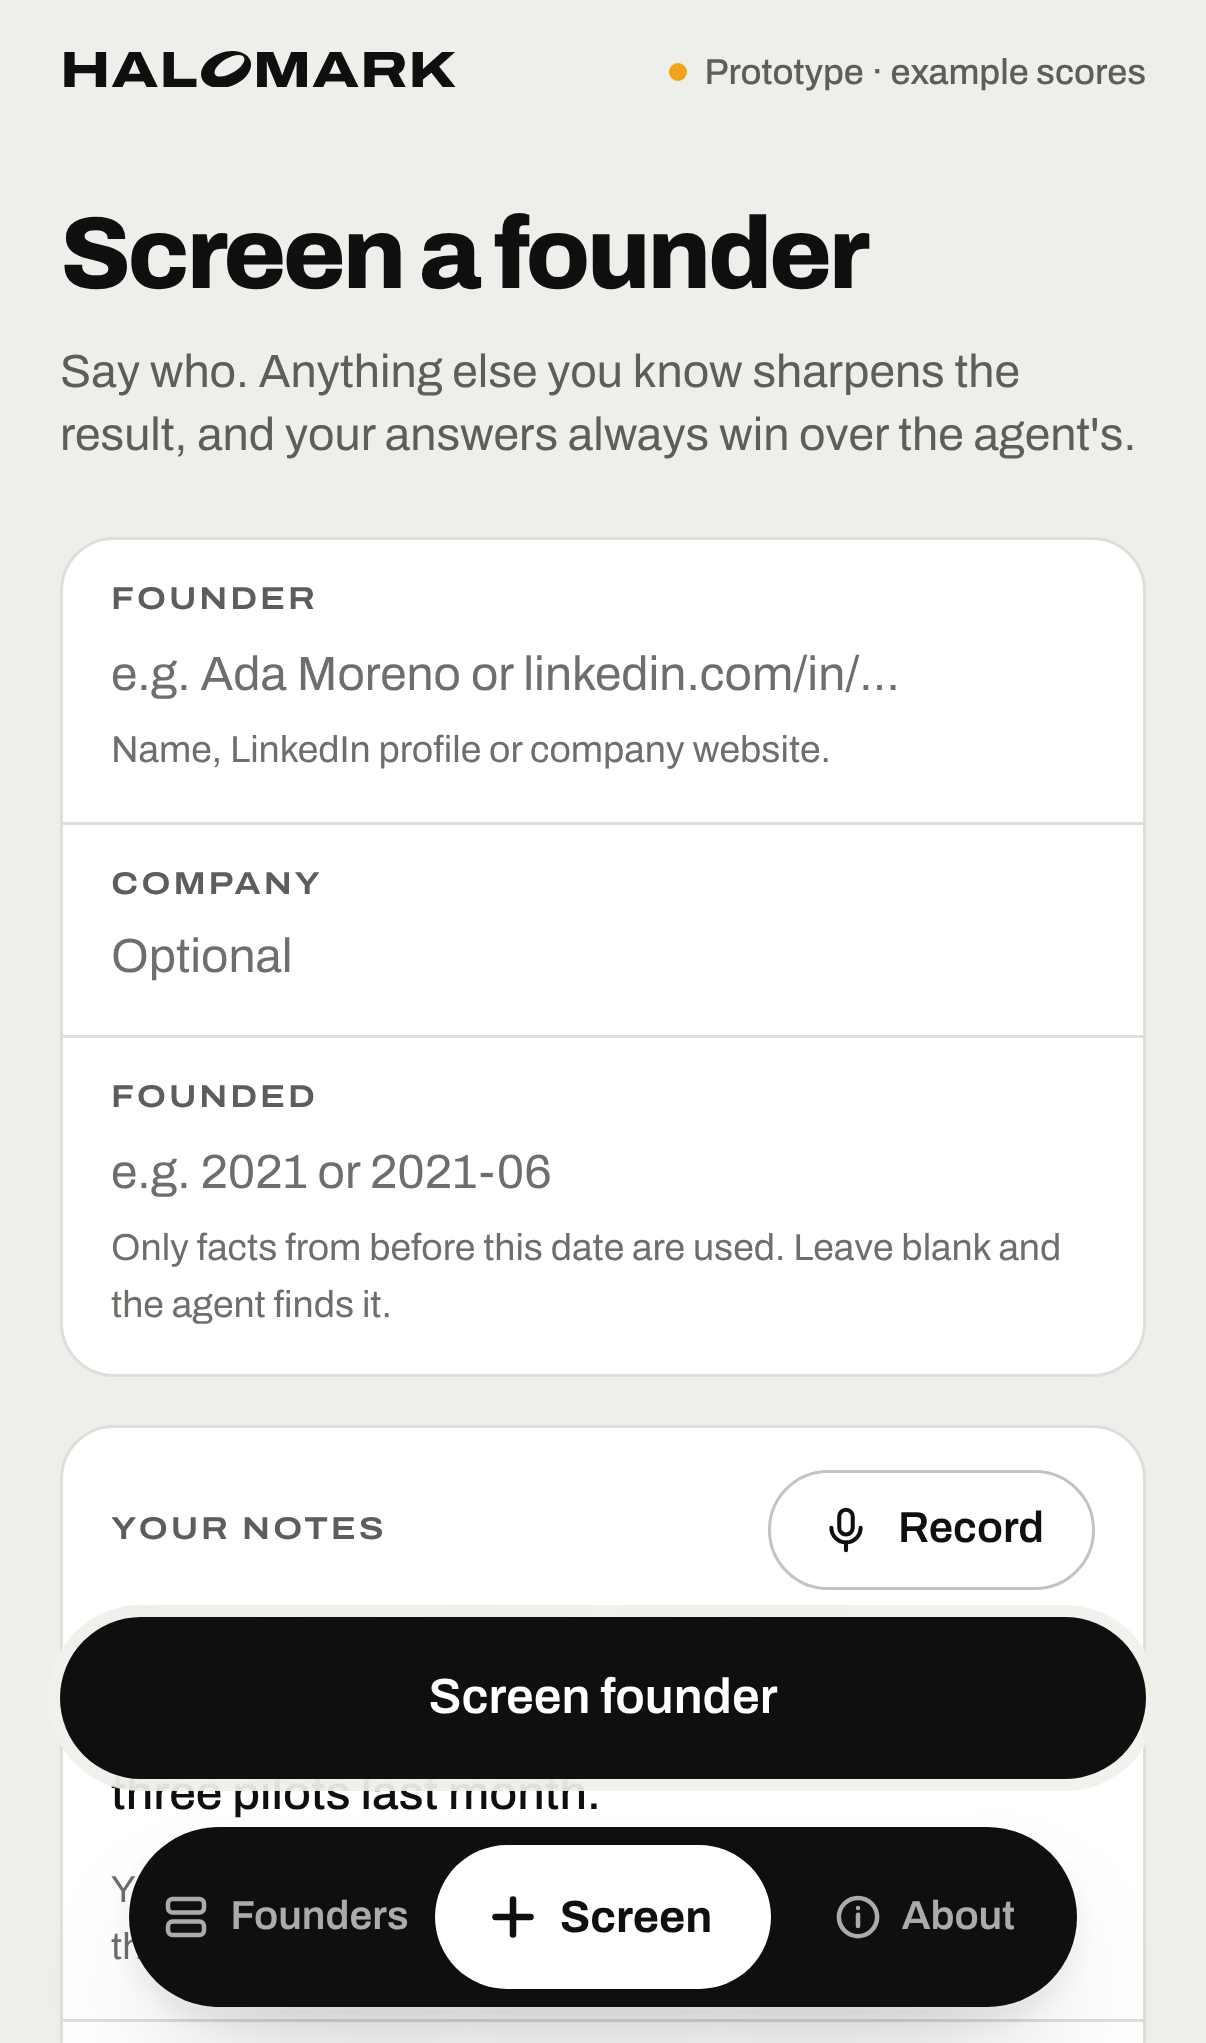 HALOMARK
Prototype · example scores
Screen a founder
Say who. Anything else you know sharpens the
result, and your answers always win over the agent's.
FOUNDER
e.g. Ada Moreno or linkedin.com/in/...
Name, LinkedIn profile or company website.
COMPANY
Optional
FOUNDED
e.g. 2021 or 2021-06
Only facts from before this date are used. Leave blank and
the agent finds it.
YOUR NOTES
Record
Screen founder
three pilots last month.
Founders
Screen
About